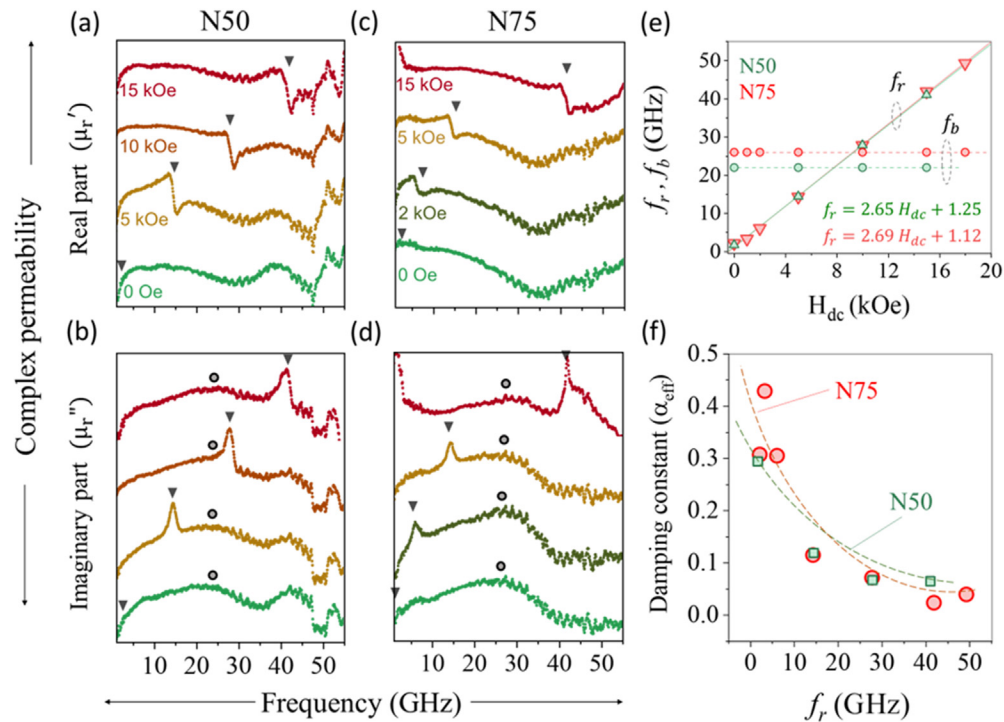 (a) N50
Complex permeability
Real part (μr′)
15 kOe
10 kOe
5 kOe
0 Oe
(b)
Imaginary part (μr″)
10 20 30 40 50
(c) N75
15 kOe
5 kOe
2 kOe
0 Oe
(d)
10 20 30 40 50
Frequency (GHz)
(e)
fr , fb (GHz)
50
40
30
20
10
0
N50
N75
fr
fb
fr = 2.65 Hdc + 1.25
fr = 2.69 Hdc + 1.12
0 4 8 12 16 20
Hdc (kOe)
(f)
Damping constant (αeff)
0.5
0.4
0.3
0.2
0.1
0.0
N75
N50
0 10 20 30 40 50
fr (GHz)